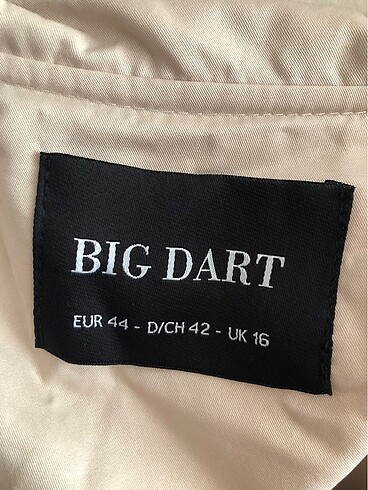 BIG DART
EUR 44 - D/CH 42 - UK 16